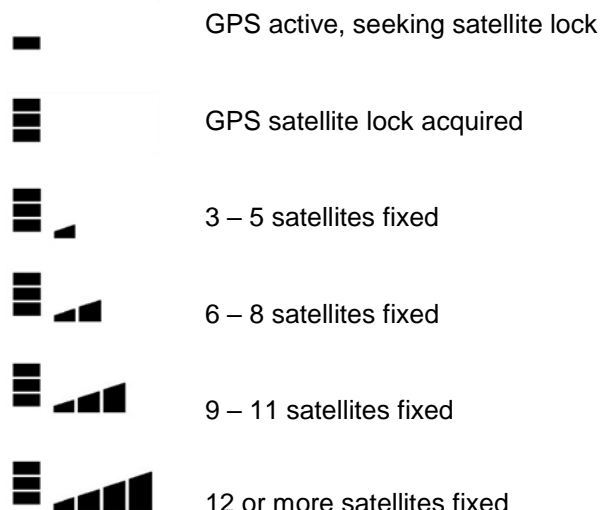 GPS active, seeking satellite lock
GPS satellite lock acquired
3 – 5 satellites fixed
6 – 8 satellites fixed
9 – 11 satellites fixed
12 or more satellites fixed